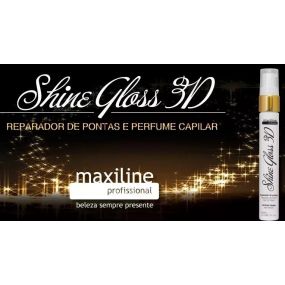 Shine Gloss 3D
REPARADOR DE PONTAS E PERFUME CAPILAR
maxiline
profissional
beleza sempre presente
Shine Gloss 3D